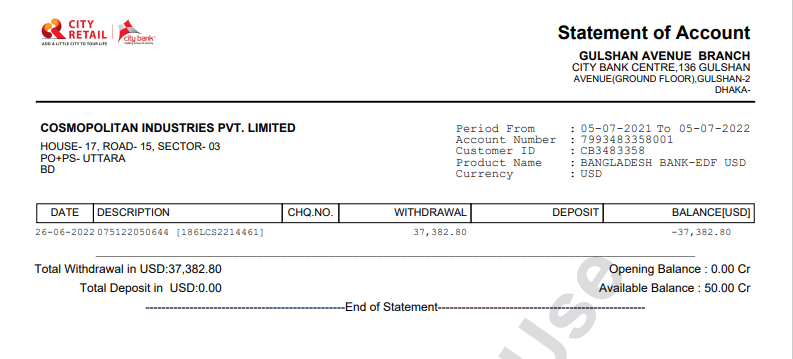 CITY
RETAIL
ADD A LITTLE CITY TO YOUR LIFE
city bank
making sense of money
Statement of Account
GULSHAN AVENUE BRANCH
CITY BANK CENTRE,136 GULSHAN
AVENUE(GROUND FLOOR),GULSHAN-2
DHAKA-
COSMOPOLITAN INDUSTRIES PVT. LIMITED
HOUSE- 17, ROAD- 15, SECTOR- 03
PO+PS- UTTARA
BD
Period From : 05-07-2021 To 05-07-2022
Account Number : 7993483358001
Customer ID : CB3483358
Product Name : BANGLADESH BANK-EDF USD
Currency : USD
DATE DESCRIPTION CHQ.NO. WITHDRAWAL DEPOSIT BALANCE[USD]
26-06-2022 075122050644 [186LCS2214461] 37,382.80 -37,382.80
Total Withdrawal in USD:37,382.80 Opening Balance : 0.00 Cr
Total Deposit in USD:0.00 Available Balance : 50.00 Cr
End of Statement
Use